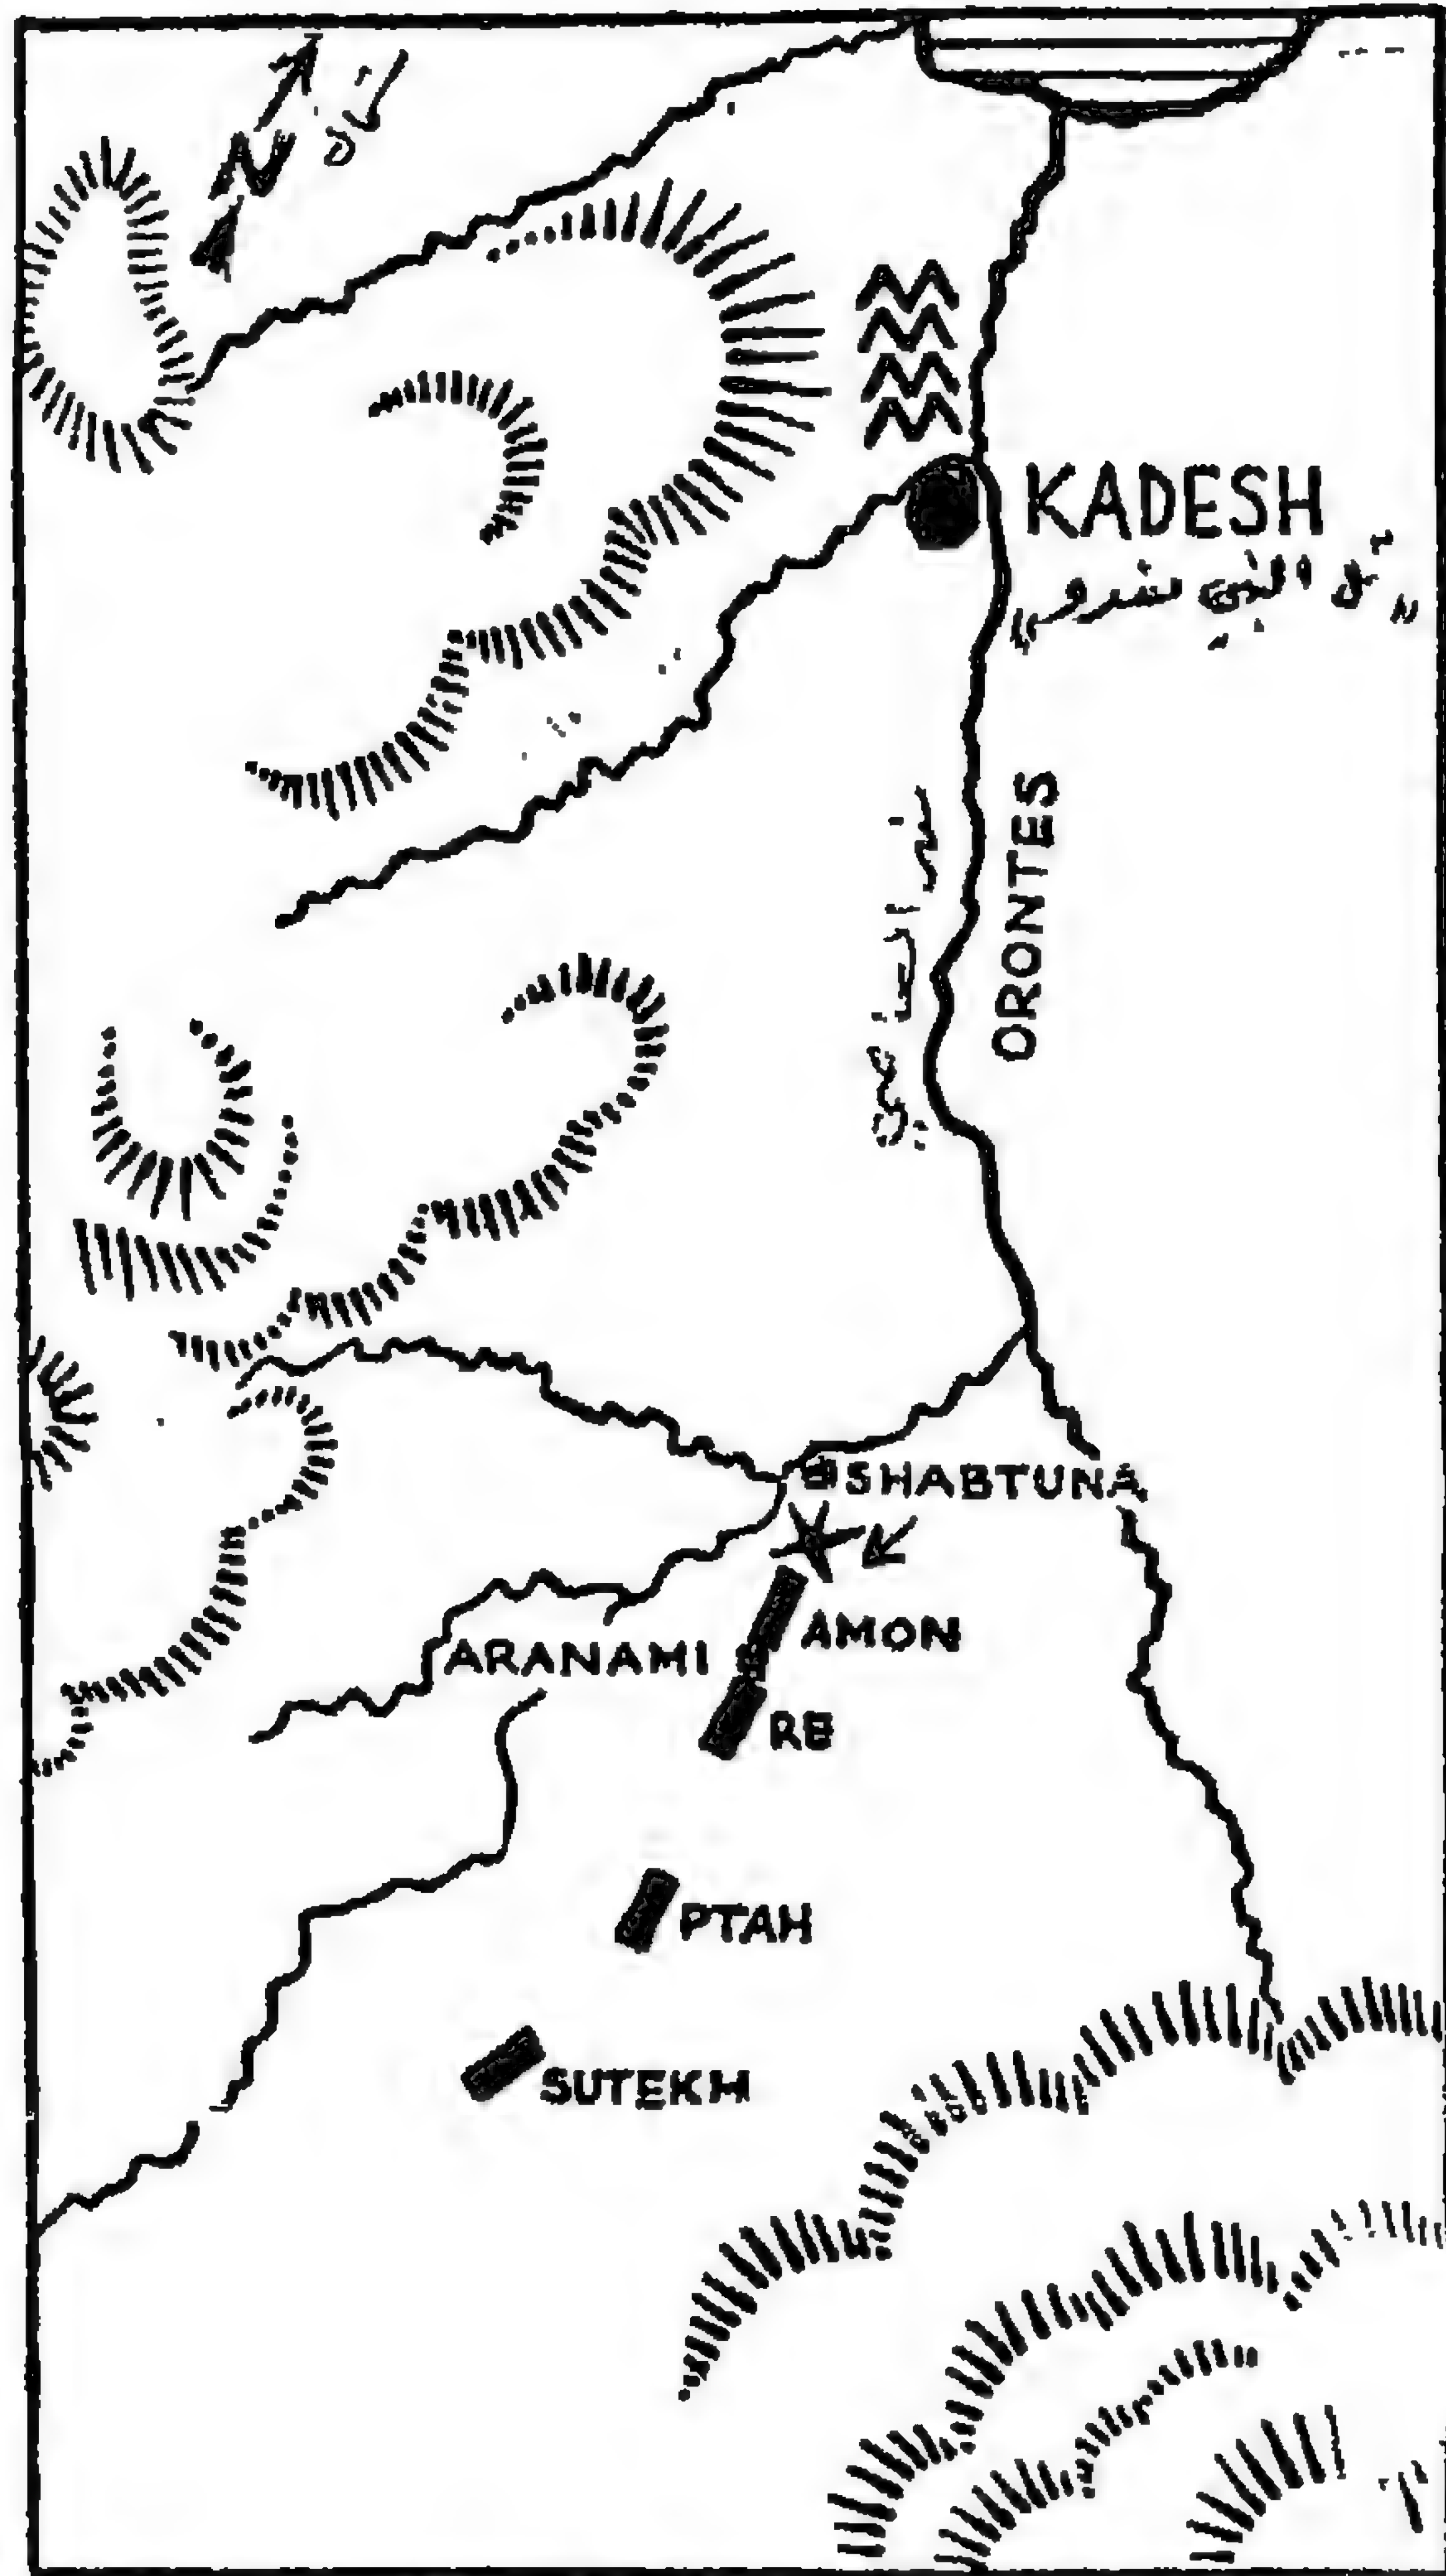 N
KADESH
"تل النبي مندو"
نهر العاصي
ORONTES
SHABTUNA
AMON
ARANAMI
RE
PTAH
SUTEKH